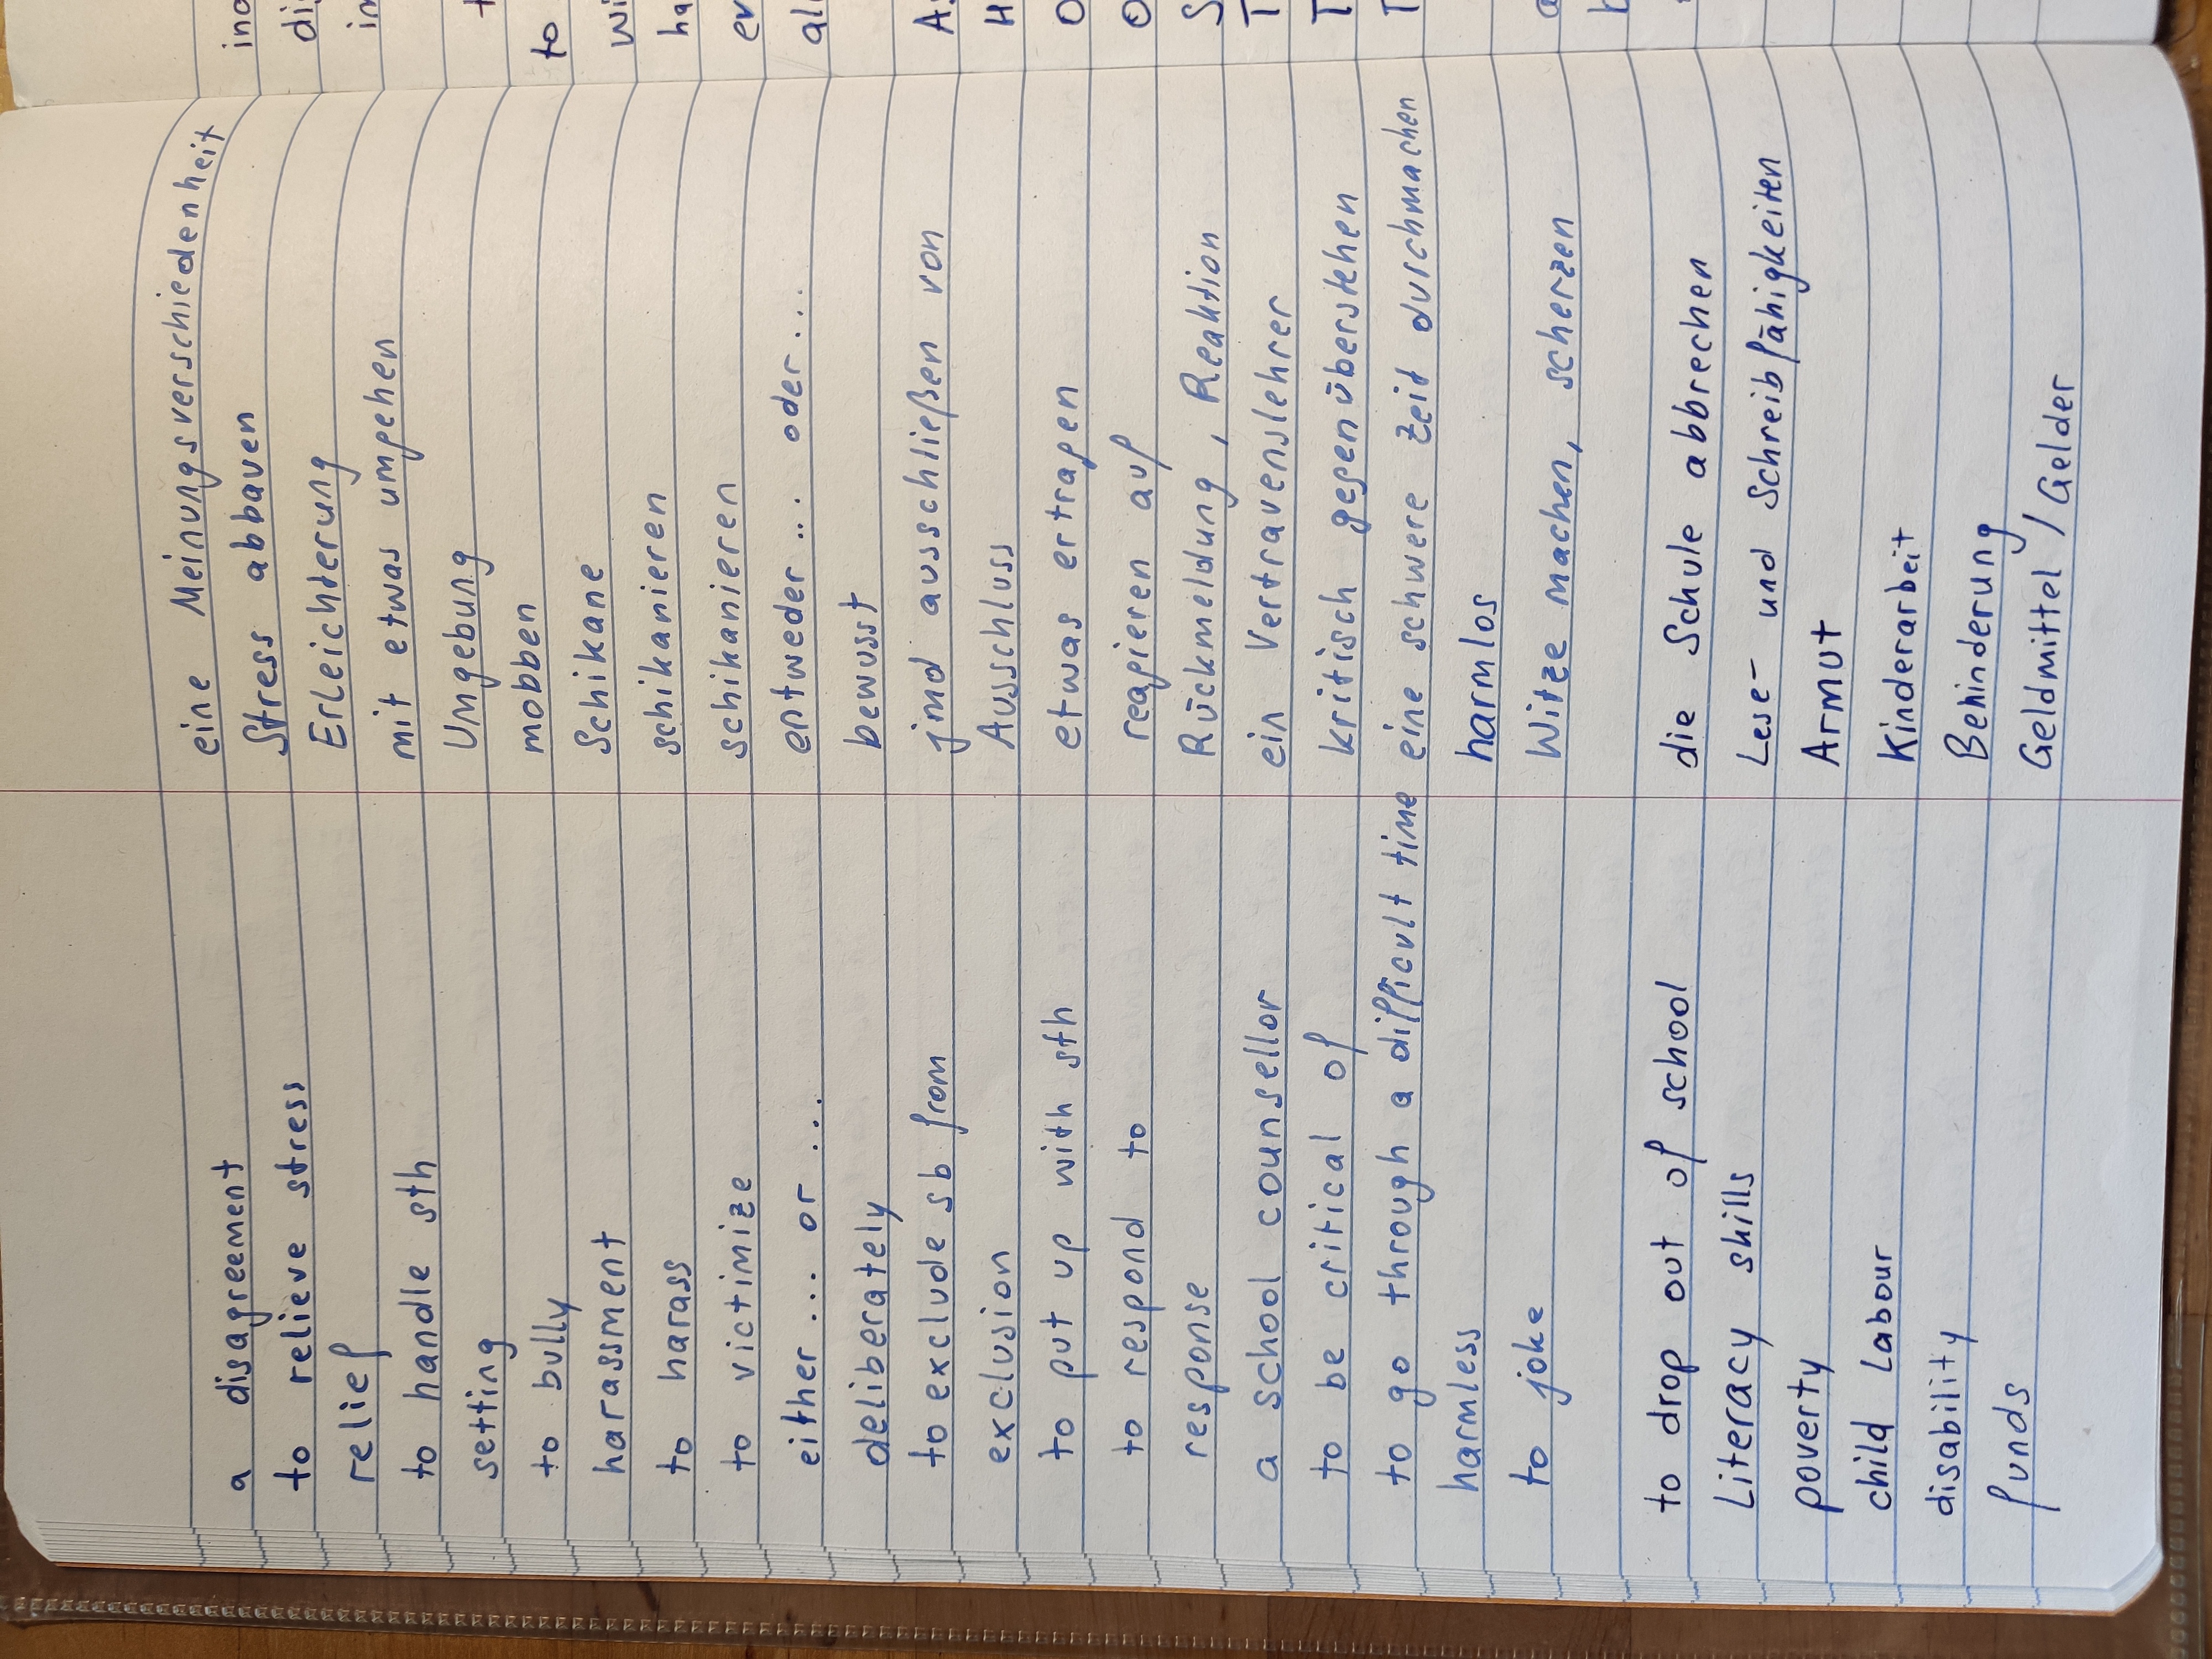 a disagreement eine Meinungsverschiedenheit
to relieve stress Stress abbauen
relief Erleichterung
to handle sth mit etwas umgehen
setting Umgebung
to bully mobben
harassment Schikane
to harass schikanieren
to victimize schikanieren
either ... or ... entweder ... oder ...
deliberately bewusst
to exclude sb from jmd ausschließen von
exclusion Ausschluss
to put up with sth etwas ertragen
to respond to reagieren auf
response Rückmeldung, Reaktion
a school counsellor ein Vertrauenslehrer
to be critical of kritisch gegenüberstehen
to go through a difficult time eine schwere Zeit durchmachen
harmless harmlos
to joke Witze machen, scherzen
to drop out of school die Schule abbrechen
Literacy skills Lese- und Schreibfähigkeiten
poverty Armut
child Labour Kinderarbeit
disability Behinderung
funds Geldmittel / Gelder
to